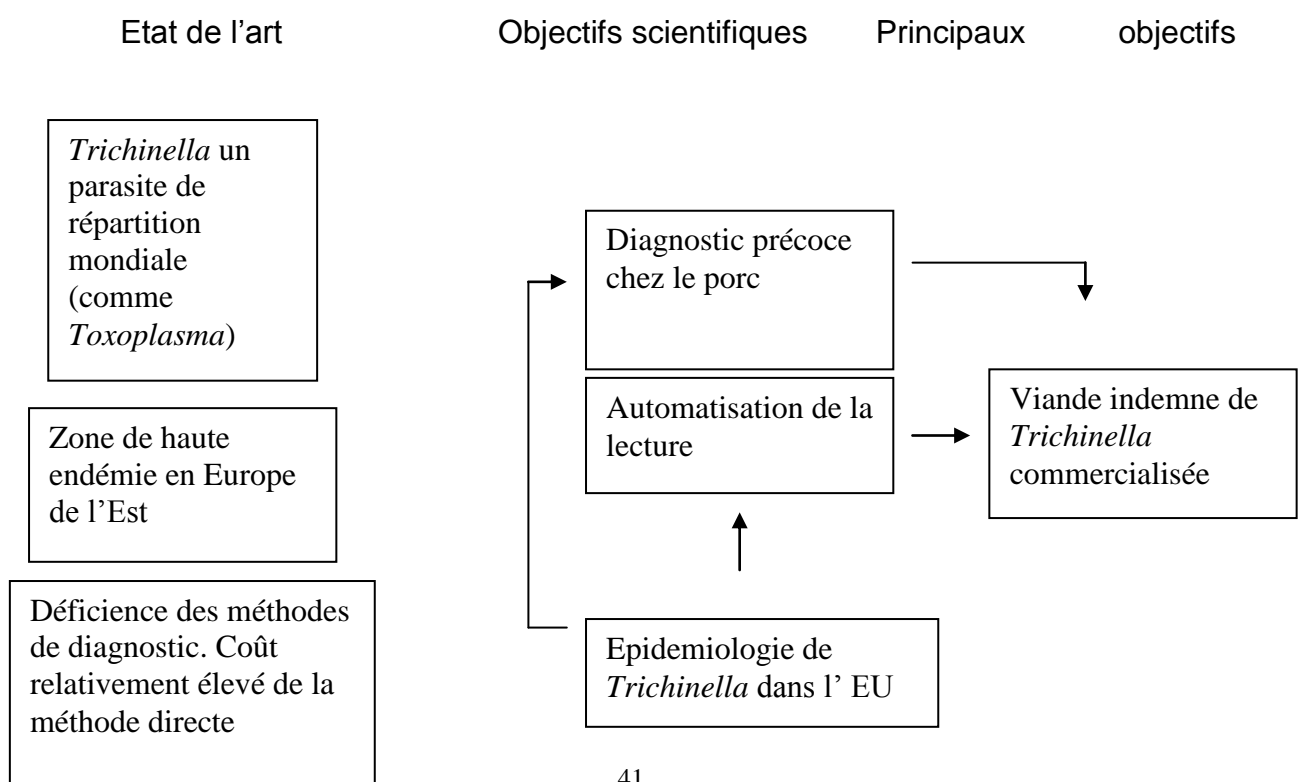 Etat de l’art Objectifs scientifiques Principaux objectifs
Trichinella un
parasite de
répartition
mondiale
(comme
Toxoplasma)
Zone de haute
endémie en Europe
de l’Est
Déficience des méthodes
de diagnostic. Coût
relativement élevé de la
méthode directe
Diagnostic précoce
chez le porc
Automatisation de la
lecture
Epidemiologie de
Trichinella dans l’ EU
Viande indemne de
Trichinella
commercialisée
41